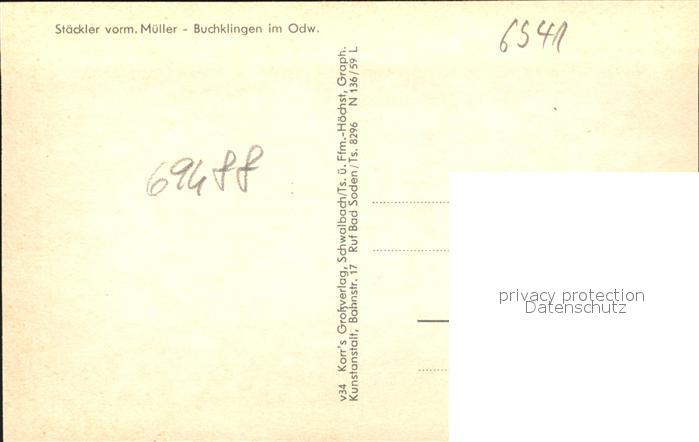 Stäckler vorm. Müller - Buchklingen im Odw.
6541
69488
v34 Korr's Großverlag, Schwalbach/Ts. ü. Ffm.-Höchst, Graph.
Kunstanstalt, Bahnstr. 17 Ruf Bad Soden/Ts. 8296 N 136/59 L
privacy protection
Datenschutz